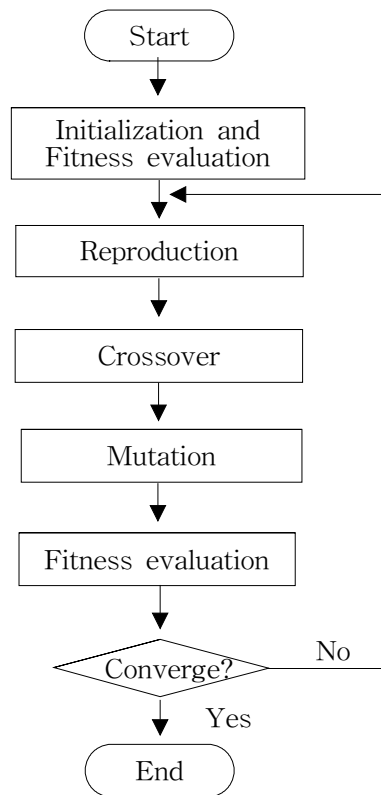 Start
Initialization and
Fitness evaluation
Reproduction
Crossover
Mutation
Fitness evaluation
Converge?
No
Yes
End